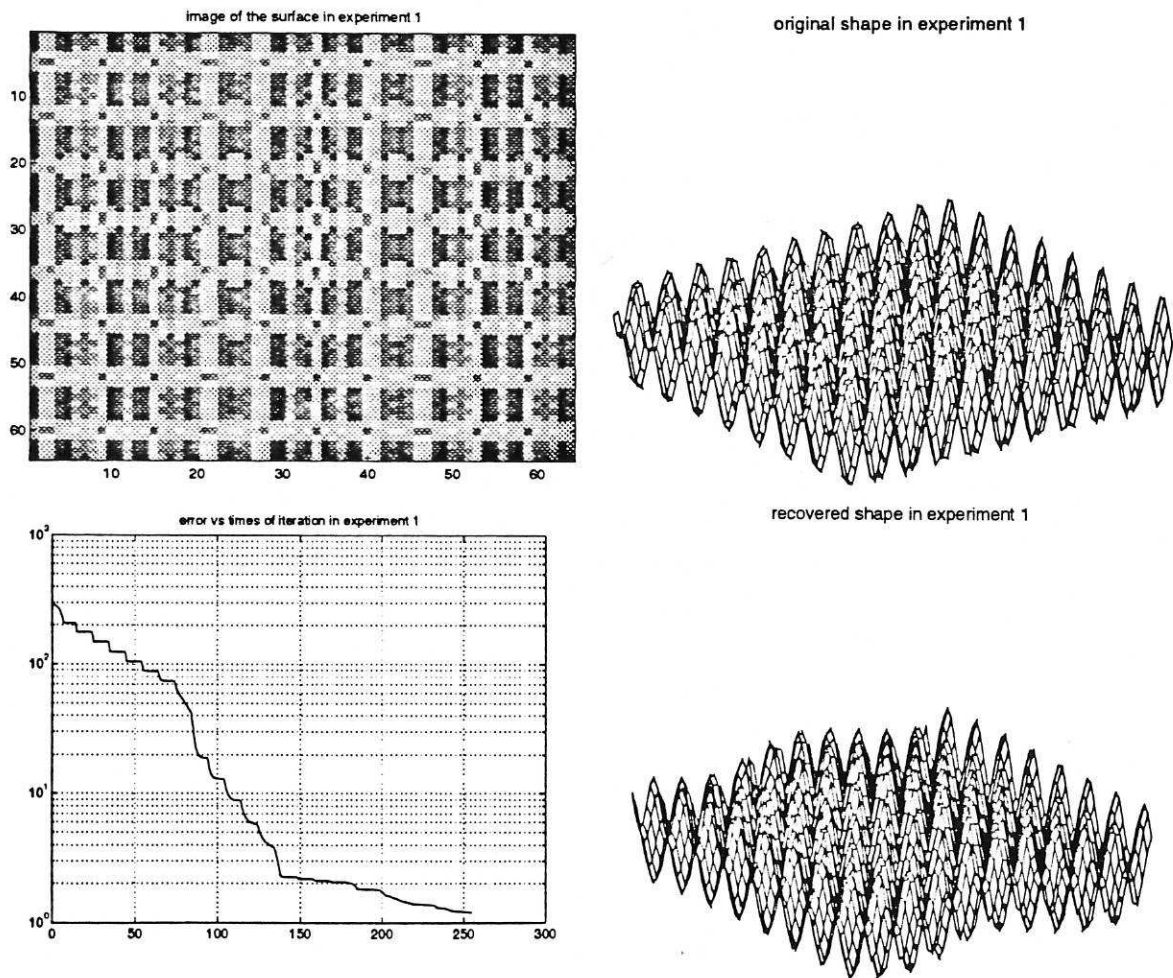 image of the surface in experiment 1
10
20
30
40
50
60
10 20 30 40 50 60
original shape in experiment 1
error vs times of iteration in experiment 1
10³
10²
10¹
10⁰
0 50 100 150 200 250 300
recovered shape in experiment 1